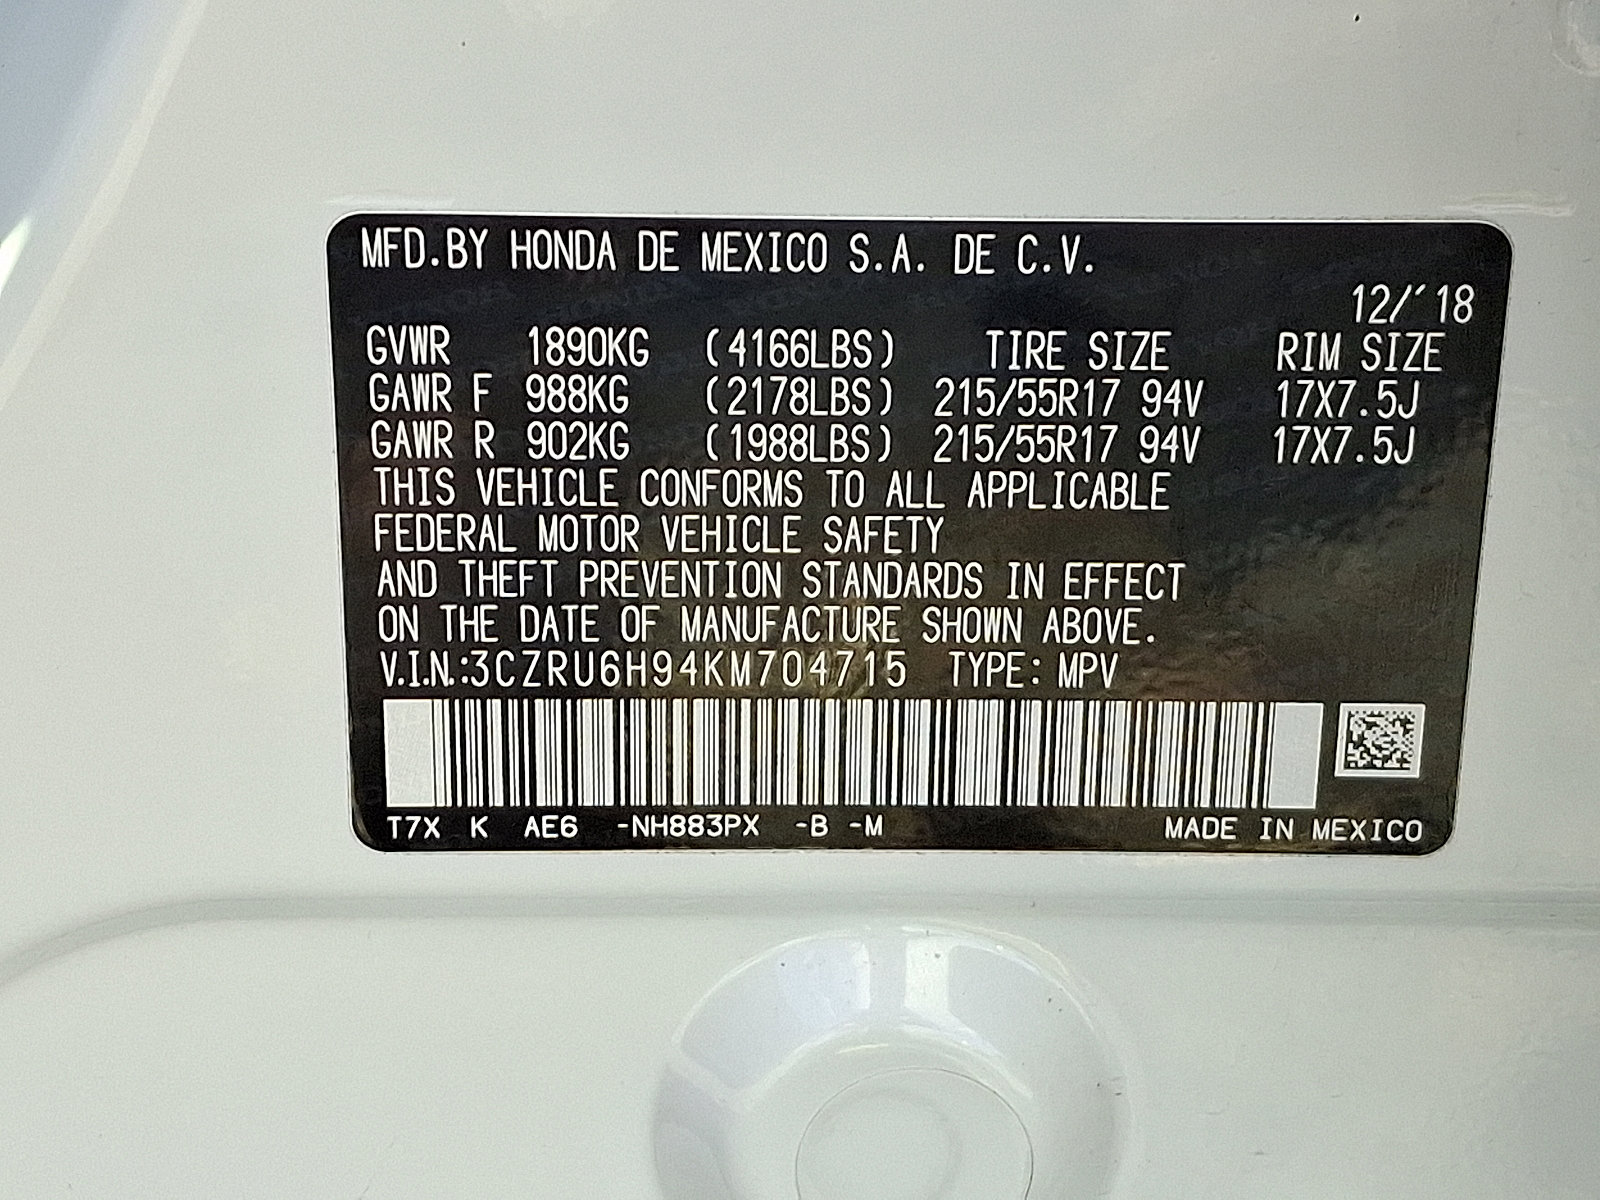 MFD.BY HONDA DE MEXICO S.A. DE C.V.
12/'18
GVWR 1890KG (4166LBS) TIRE SIZE RIM SIZE
GAWR F 988KG (2178LBS) 215/55R17 94V 17X7.5J
GAWR R 902KG (1988LBS) 215/55R17 94V 17X7.5J
THIS VEHICLE CONFORMS TO ALL APPLICABLE
FEDERAL MOTOR VEHICLE SAFETY
AND THEFT PREVENTION STANDARDS IN EFFECT
ON THE DATE OF MANUFACTURE SHOWN ABOVE.
V.I.N.:3CZRU6H94KM704715 TYPE: MPV
T7X K AE6 -NH883PX -B -M MADE IN MEXICO